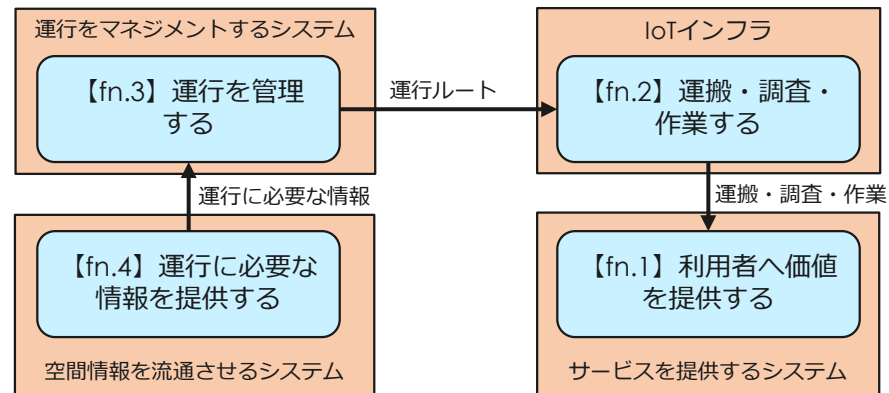 運行をマネジメントするシステム
【fn.3】運行を管理
する
運行ルート
IoTインフラ
【fn.2】運搬・調査・
作業する
運行に必要な情報
運搬・調査・作業
【fn.4】運行に必要な
情報を提供する
空間情報を流通させるシステム
【fn.1】利用者へ価値
を提供する
サービスを提供するシステム